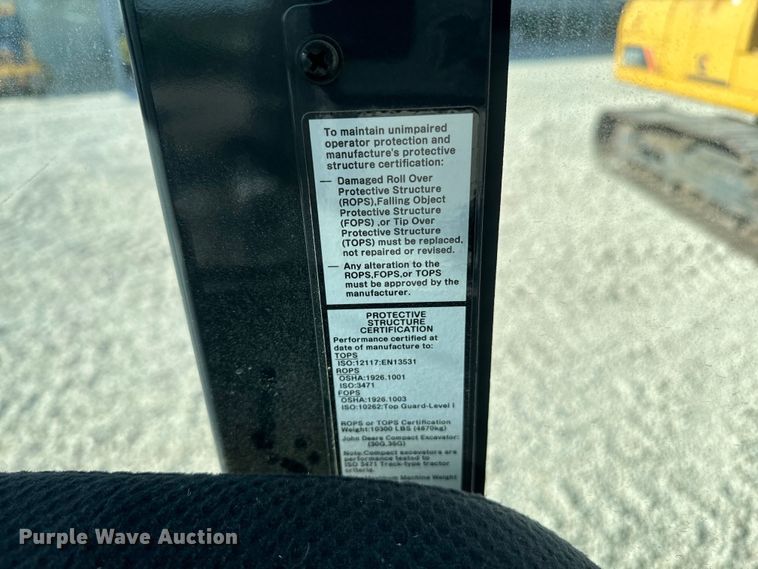 To maintain unimpaired
operator protection and
manufacture's protective
structure certification:
— Damaged Roll Over
Protective Structure
(ROPS),Falling Object
Protective Structure
(FOPS) ,or Tip Over
Protective Structure
(TOPS) must be replaced,
not repaired or revised.
— Any alteration to the
ROPS,FOPS,or TOPS
must be approved by the
manufacturer.
PROTECTIVE
STRUCTURE
CERTIFICATION
Performance certified at
date of manufacture to:
TOPS
ISO:12117;EN13531
ROPS
OSHA:1926.1001
ISO:3471
FOPS
OSHA:1926.1003
ISO:10262:Top Guard-Level I
ROPS or TOPS Certification
Weight:10300 LBS (4670kg)
John Deere Compact Excavator:
(30G,35G)
Note:Compact excavators are
performance tested to
ISO 3471 Track-type tractor
criteria.
Maximum Machine Weight
Purple Wave Auction